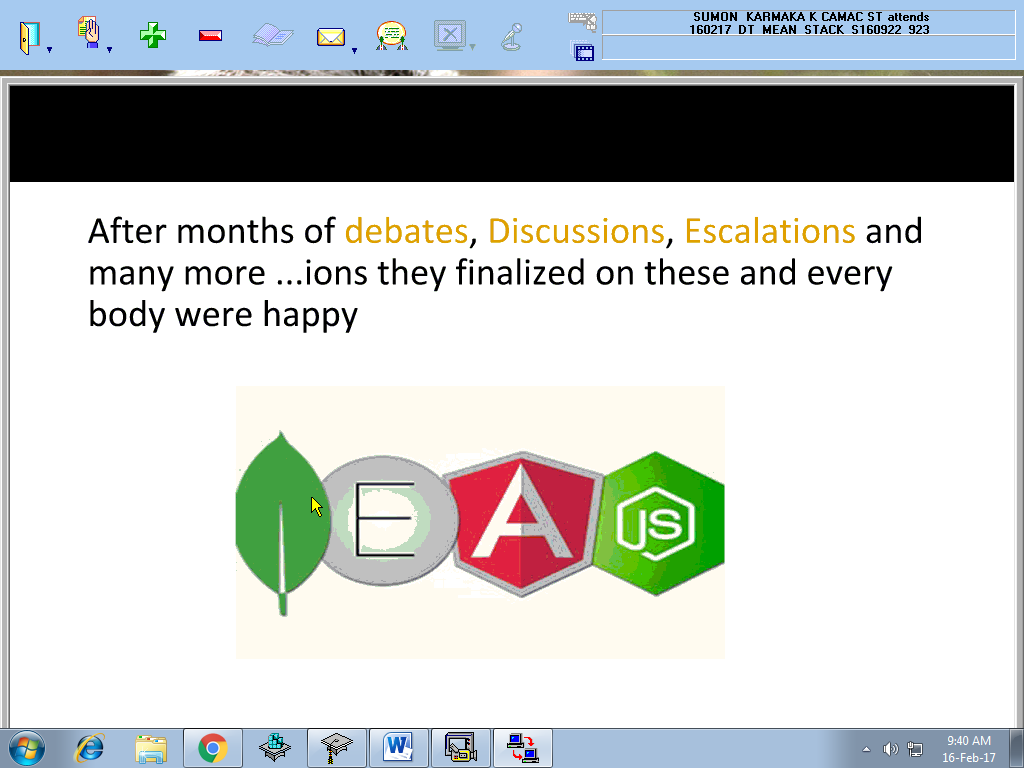 SUMON KARMAKA K CAMAC ST attends
160217 DT MEAN STACK S160922 923
After months of debates, Discussions, Escalations and
many more ...ions they finalized on these and every
body were happy
E A JS
9:40 AM
16-Feb-17